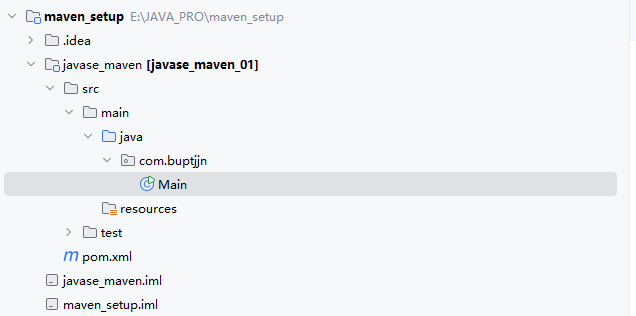 maven_setup E:\JAVA_PRO\maven_setup
.idea
javase_maven [javase_maven_01]
src
main
java
com.buptjjn
Main
resources
test
m pom.xml
javase_maven.iml
maven_setup.iml